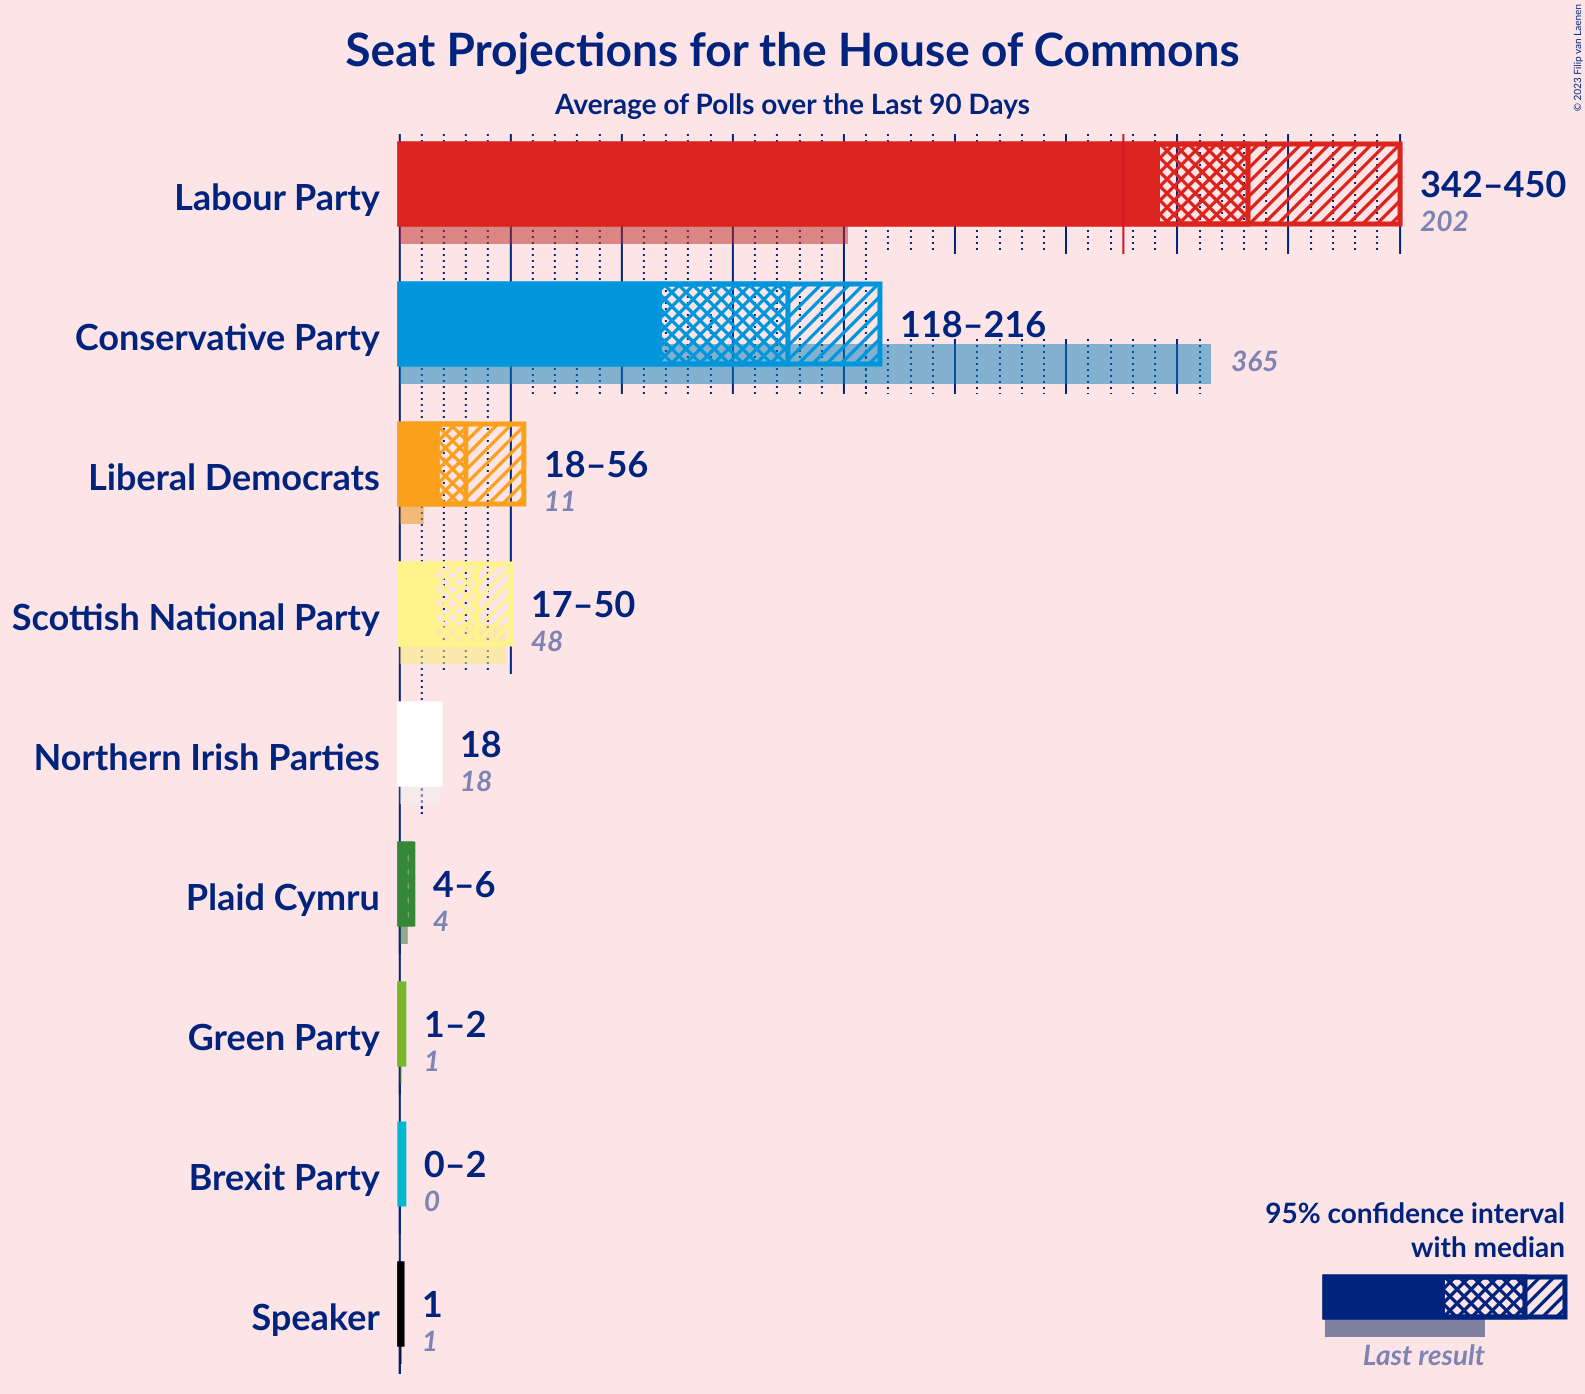 Seat Projections for the House of Commons
Average of Polls over the Last 90 Days
© 2023 Filip van Laenen
Labour Party
342–450
202
Conservative Party
118–216
365
Liberal Democrats
18–56
11
Scottish National Party
17–50
48
Northern Irish Parties
18
18
Plaid Cymru
4–6
4
Green Party
1–2
1
Brexit Party
0–2
0
Speaker
1
1
95% confidence interval
with median
Last result